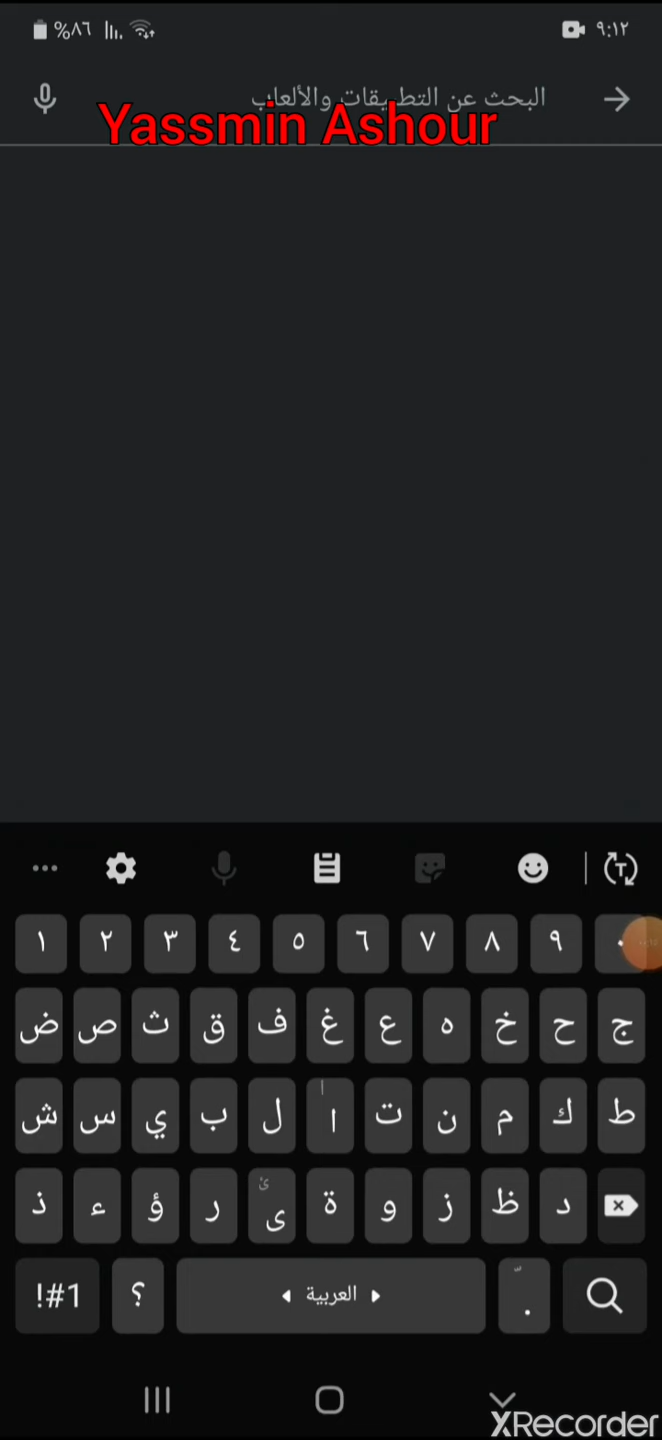 %٨٦ ٩:١٢
البحث عن التطبيقات والألعاب
Yassmin Ashour
١ ٢ ٣ ٤ ٥ ٦ ٧ ٨ ٩ ٠
ض ص ث ق ف غ ع ه خ ح ج
ش س ي ب ل ا ت ن م ك ط
ذ ء ؤ ر ى ة و ز ظ د
!#1 ؟ العربية .
XRecorder